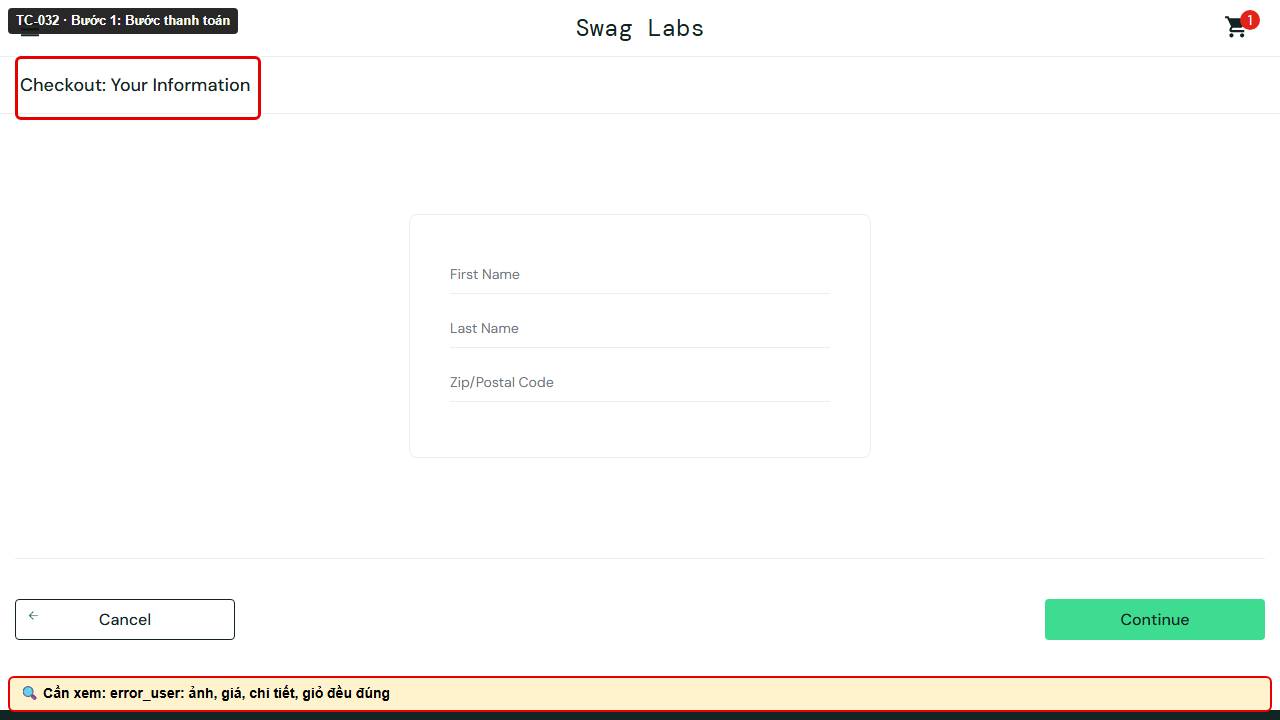 TC-032 · Bước 1: Bước thanh toán
Swag Labs
1
Checkout: Your Information
First Name
Last Name
Zip/Postal Code
Cancel
Continue
Cần xem: error_user: ảnh, giá, chi tiết, giỏ đều đúng